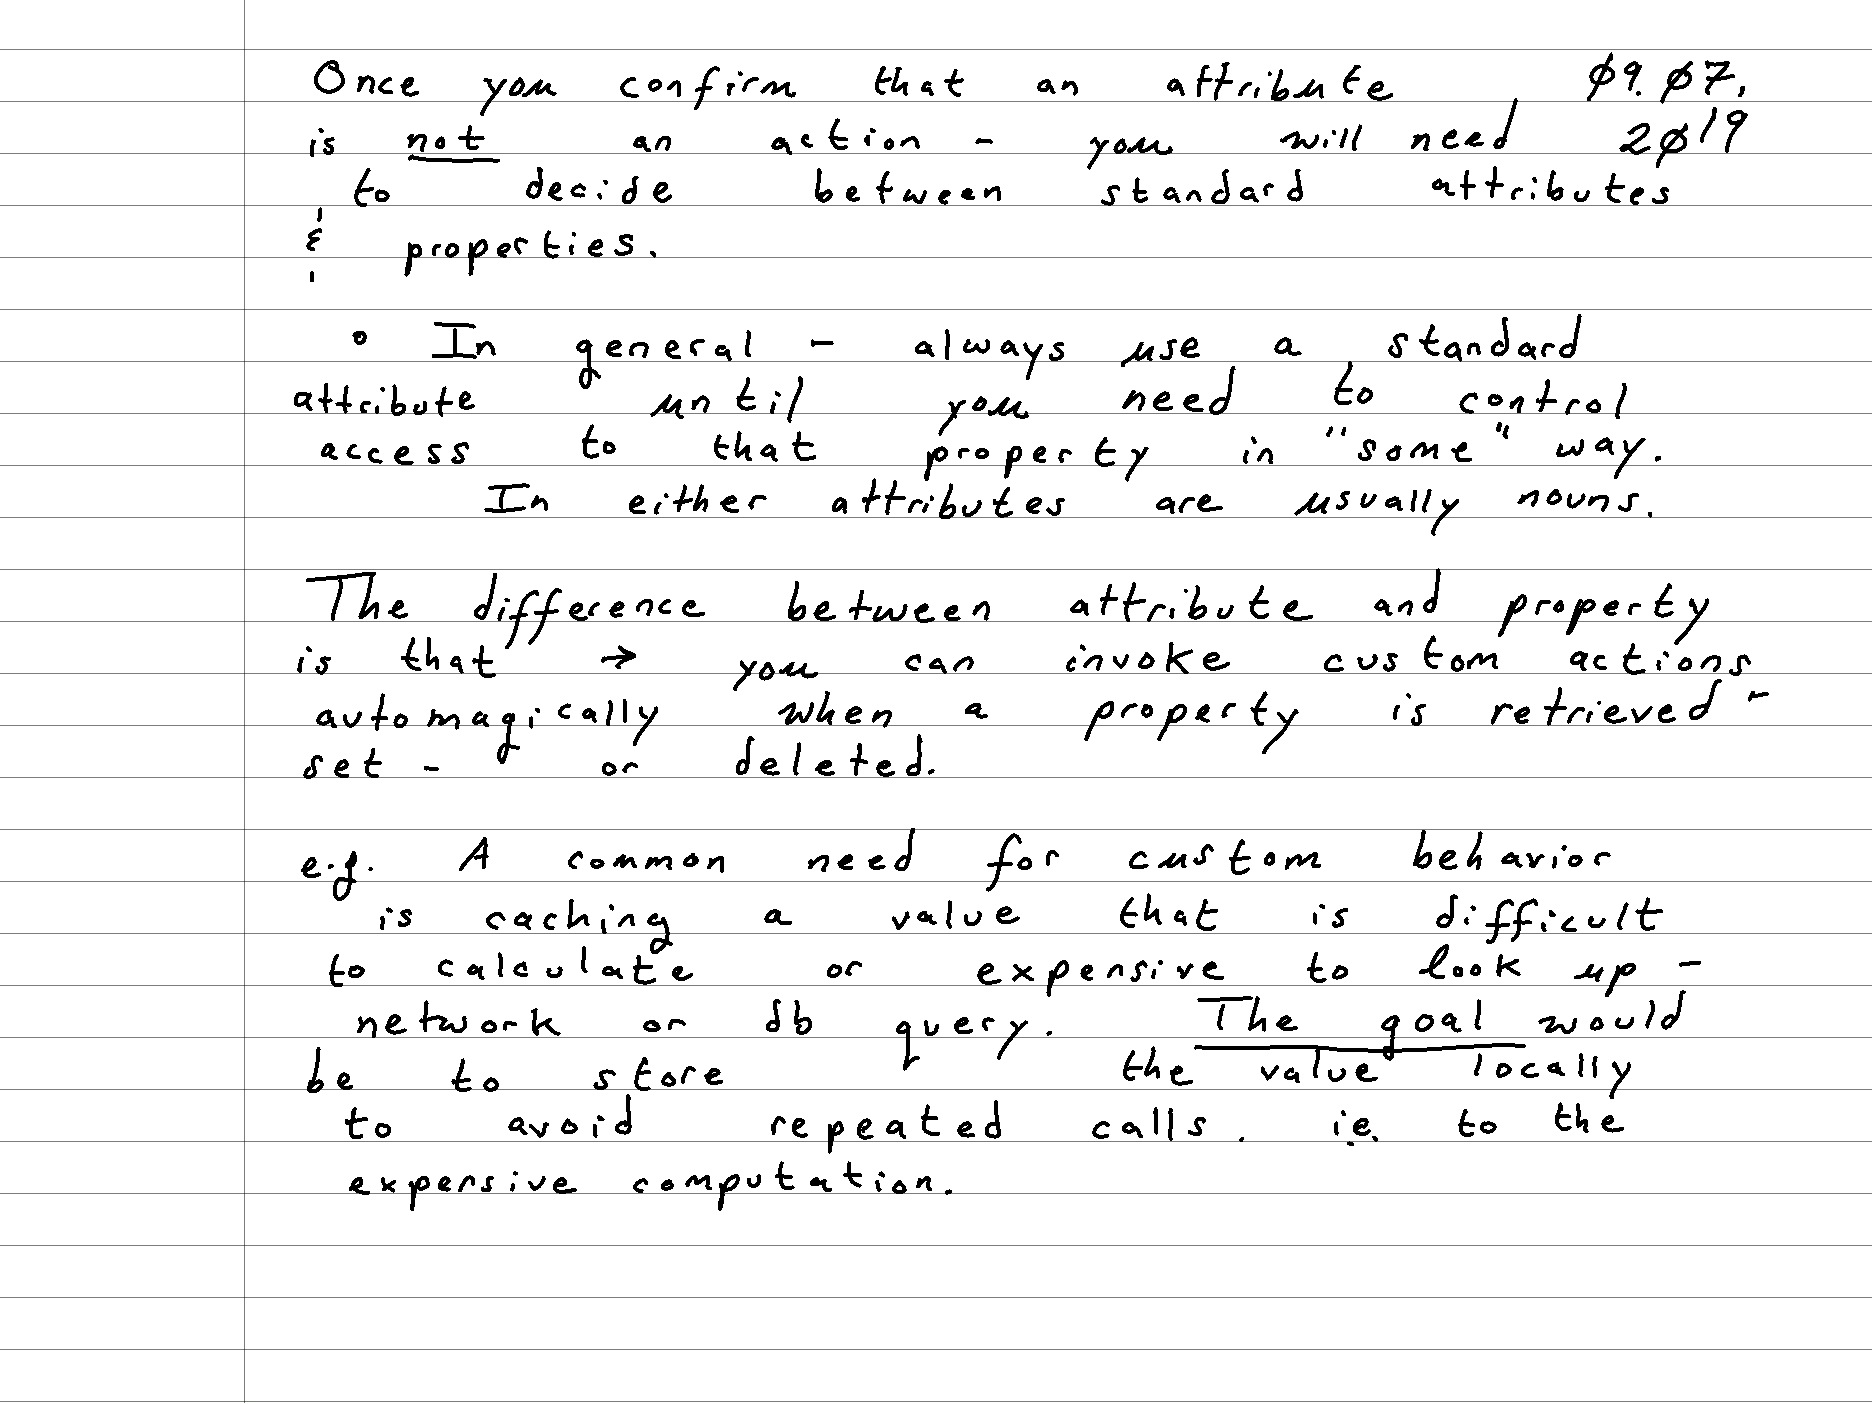 Once you confirm that an attribute Ø9. Ø7,
is not an action - you will need 2Ø19
to decide between standard attributes
& properties.
• In general - always use a standard
attribute until you need to control
access to that property in "some" way.
In either attributes are usually nouns.
The difference between attribute and property
is that → you can invoke custom actions
automagically when a property is retrieved -
set - or deleted.
e.g. A common need for custom behavior
is caching a value that is difficult
to calculate or expensive to look up -
network or db query. The goal would
be to store the value locally
to avoid repeated calls. i.e. to the
expensive computation.